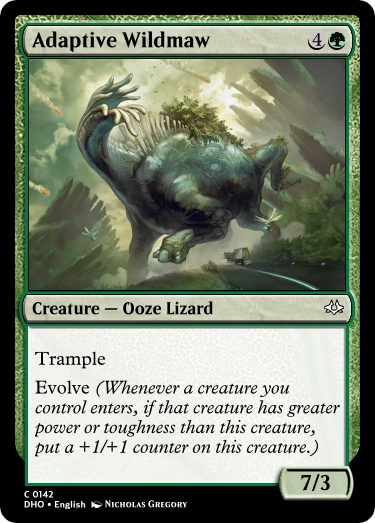 Adaptive Wildmaw 4
Creature — Ooze Lizard
Trample
Evolve (Whenever a creature you
control enters, if that creature has greater
power or toughness than this creature,
put a +1/+1 counter on this creature.)
7/3
C 0142
DHO • English Nicholas Gregory